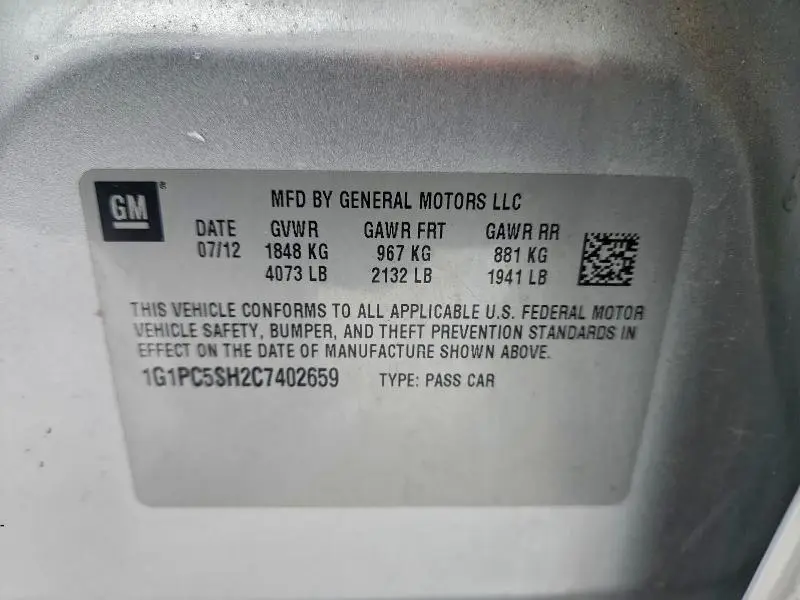 GM ®
MFD BY GENERAL MOTORS LLC
DATE GVWR GAWR FRT GAWR RR
07/12 1848 KG 967 KG 881 KG
4073 LB 2132 LB 1941 LB
THIS VEHICLE CONFORMS TO ALL APPLICABLE U.S. FEDERAL MOTOR
VEHICLE SAFETY, BUMPER, AND THEFT PREVENTION STANDARDS IN
EFFECT ON THE DATE OF MANUFACTURE SHOWN ABOVE.
1G1PC5SH2C7402659 TYPE: PASS CAR